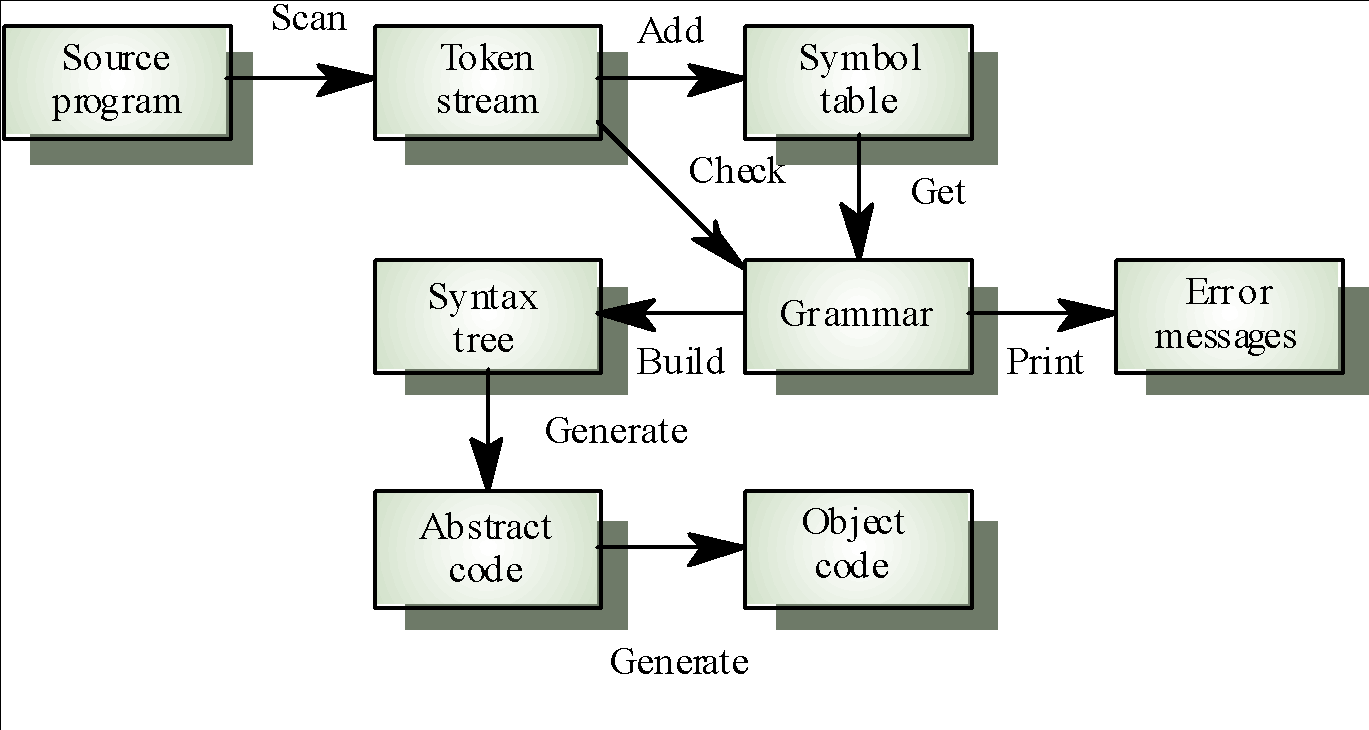 Scan
Add
Source
program
Token
stream
Symbol
table
Check
Get
Syntax
tree
Grammar
Error
messages
Build
Print
Generate
Abstract
code
Object
code
Generate